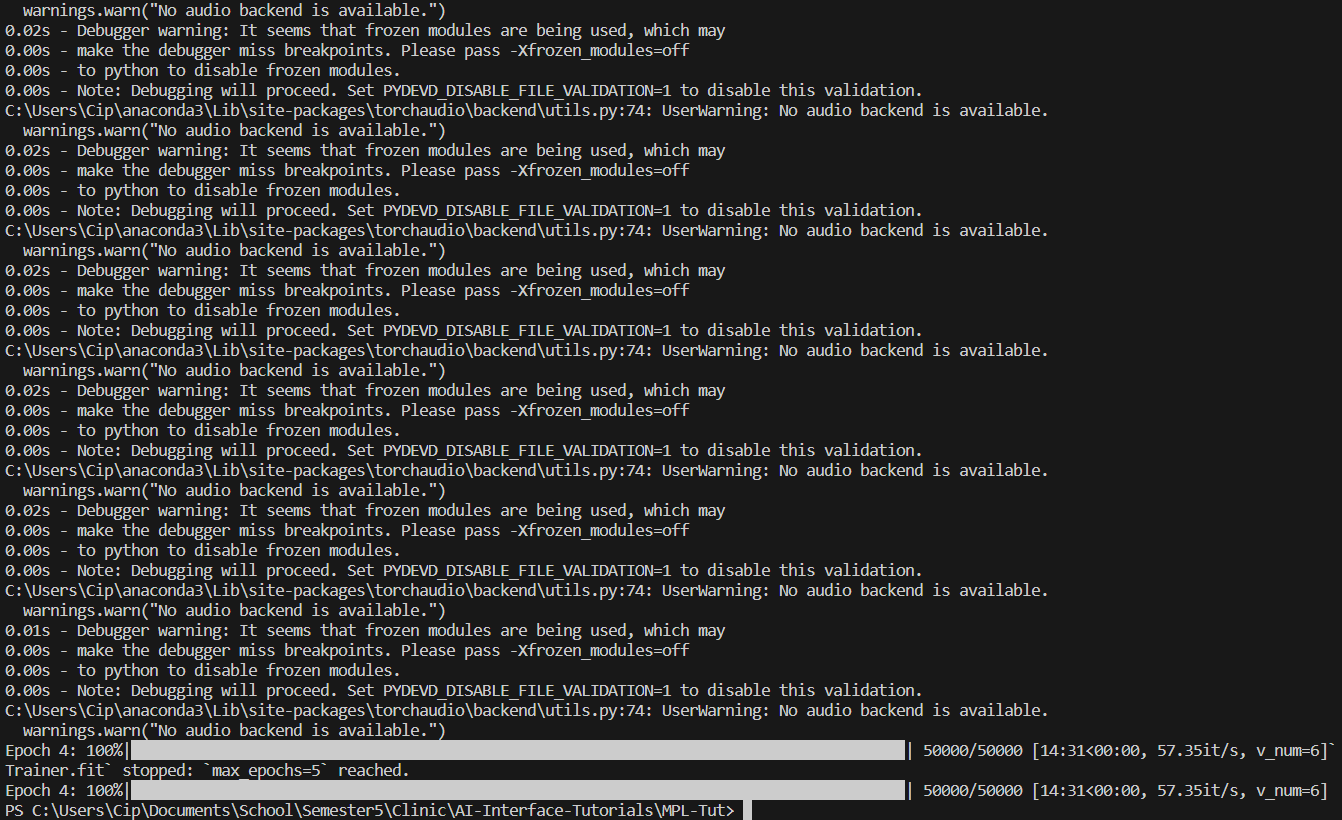 warnings.warn("No audio backend is available.")
0.02s - Debugger warning: It seems that frozen modules are being used, which may
0.00s - make the debugger miss breakpoints. Please pass -Xfrozen_modules=off
0.00s - to python to disable frozen modules.
0.00s - Note: Debugging will proceed. Set PYDEVD_DISABLE_FILE_VALIDATION=1 to disable this validation.
C:\Users\Cip\anaconda3\Lib\site-packages\torchaudio\backend\utils.py:74: UserWarning: No audio backend is available.
  warnings.warn("No audio backend is available.")
0.02s - Debugger warning: It seems that frozen modules are being used, which may
0.00s - make the debugger miss breakpoints. Please pass -Xfrozen_modules=off
0.00s - to python to disable frozen modules.
0.00s - Note: Debugging will proceed. Set PYDEVD_DISABLE_FILE_VALIDATION=1 to disable this validation.
C:\Users\Cip\anaconda3\Lib\site-packages\torchaudio\backend\utils.py:74: UserWarning: No audio backend is available.
  warnings.warn("No audio backend is available.")
0.02s - Debugger warning: It seems that frozen modules are being used, which may
0.00s - make the debugger miss breakpoints. Please pass -Xfrozen_modules=off
0.00s - to python to disable frozen modules.
0.00s - Note: Debugging will proceed. Set PYDEVD_DISABLE_FILE_VALIDATION=1 to disable this validation.
C:\Users\Cip\anaconda3\Lib\site-packages\torchaudio\backend\utils.py:74: UserWarning: No audio backend is available.
  warnings.warn("No audio backend is available.")
0.02s - Debugger warning: It seems that frozen modules are being used, which may
0.00s - make the debugger miss breakpoints. Please pass -Xfrozen_modules=off
0.00s - to python to disable frozen modules.
0.00s - Note: Debugging will proceed. Set PYDEVD_DISABLE_FILE_VALIDATION=1 to disable this validation.
C:\Users\Cip\anaconda3\Lib\site-packages\torchaudio\backend\utils.py:74: UserWarning: No audio backend is available.
  warnings.warn("No audio backend is available.")
0.02s - Debugger warning: It seems that frozen modules are being used, which may
0.00s - make the debugger miss breakpoints. Please pass -Xfrozen_modules=off
0.00s - to python to disable frozen modules.
0.00s - Note: Debugging will proceed. Set PYDEVD_DISABLE_FILE_VALIDATION=1 to disable this validation.
C:\Users\Cip\anaconda3\Lib\site-packages\torchaudio\backend\utils.py:74: UserWarning: No audio backend is available.
  warnings.warn("No audio backend is available.")
0.01s - Debugger warning: It seems that frozen modules are being used, which may
0.00s - make the debugger miss breakpoints. Please pass -Xfrozen_modules=off
0.00s - to python to disable frozen modules.
0.00s - Note: Debugging will proceed. Set PYDEVD_DISABLE_FILE_VALIDATION=1 to disable this validation.
C:\Users\Cip\anaconda3\Lib\site-packages\torchaudio\backend\utils.py:74: UserWarning: No audio backend is available.
  warnings.warn("No audio backend is available.")
Epoch 4: 100%| | 50000/50000 [14:31<00:00, 57.35it/s, v_num=6]`
Trainer.fit` stopped: `max_epochs=5` reached.
Epoch 4: 100%| | 50000/50000 [14:31<00:00, 57.35it/s, v_num=6]
PS C:\Users\Cip\Documents\School\Semester5\Clinic\AI-Interface-Tutorials\MPL-Tut>